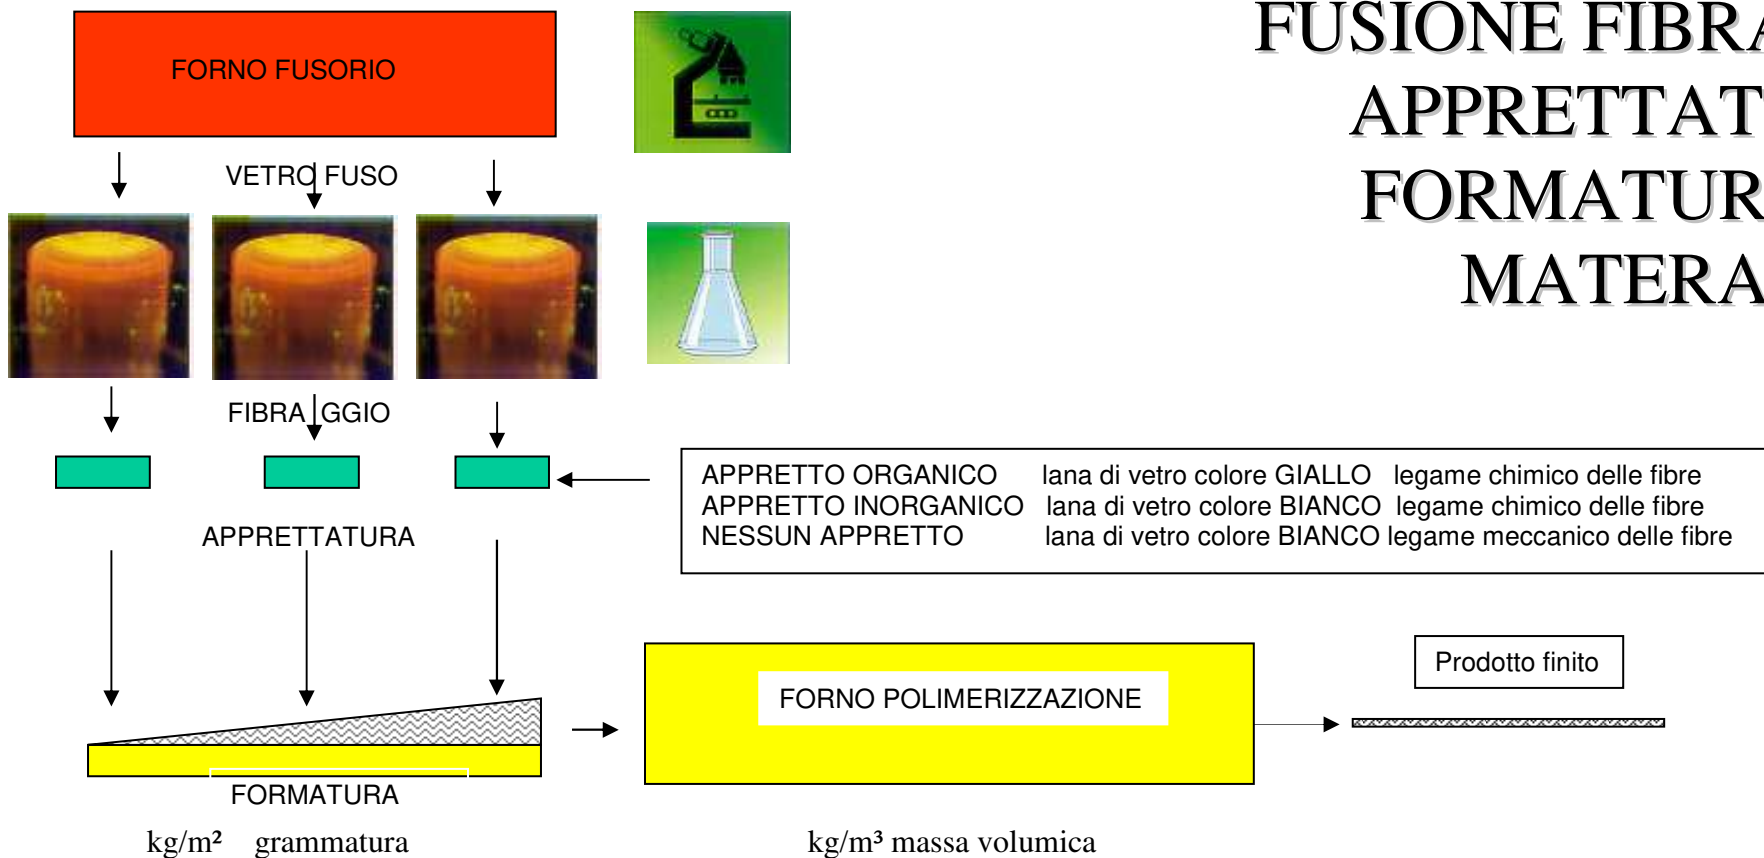 FUSIONE FIBRA
APPRETTAT
FORMATUR
MATERA
FORNO FUSORIO
VETRO FUSO
FIBRAGGIO
APPRETTO ORGANICO lana di vetro colore GIALLO legame chimico delle fibre
APPRETTO INORGANICO lana di vetro colore BIANCO legame chimico delle fibre
NESSUN APPRETTO lana di vetro colore BIANCO legame meccanico delle fibre
APPRETTATURA
Prodotto finito
FORNO POLIMERIZZAZIONE
FORMATURA
kg/m² grammatura
kg/m³ massa volumica